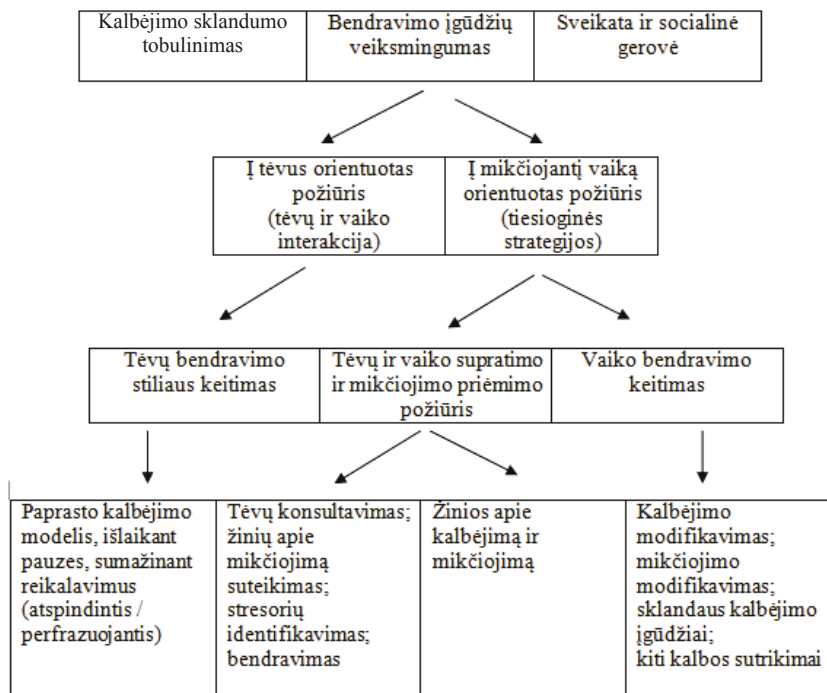 Kalbėjimo sklandumo
tobulinimas
Bendravimo įgūdžių
veiksmingumas
Sveikata ir socialinė
gerovė
Į tėvus orientuotas
požiūris
(tėvų ir vaiko
interakcija)
Į mikčiojantį vaiką
orientuotas požiūris
(tiesioginės
strategijos)
Tėvų bendravimo
stiliaus keitimas
Tėvų ir vaiko supratimo
ir mikčiojimo priėmimo
požiūris
Vaiko bendravimo
keitimas
Paprasto kalbėjimo
modelis, išlaikant
pauzes, sumažinant
reikalavimus
(atspindintis /
perfrazuojantis)
Tėvų konsultavimas;
žinių apie
mikčiojimą
suteikimas;
stresorių
identifikavimas;
bendravimas
Žinios apie
kalbėjimą ir
mikčiojimą
Kalbėjimo
modifikavimas;
mikčiojimo
modifikavimas;
sklandaus kalbėjimo
įgūdžiai;
kiti kalbos sutrikimai